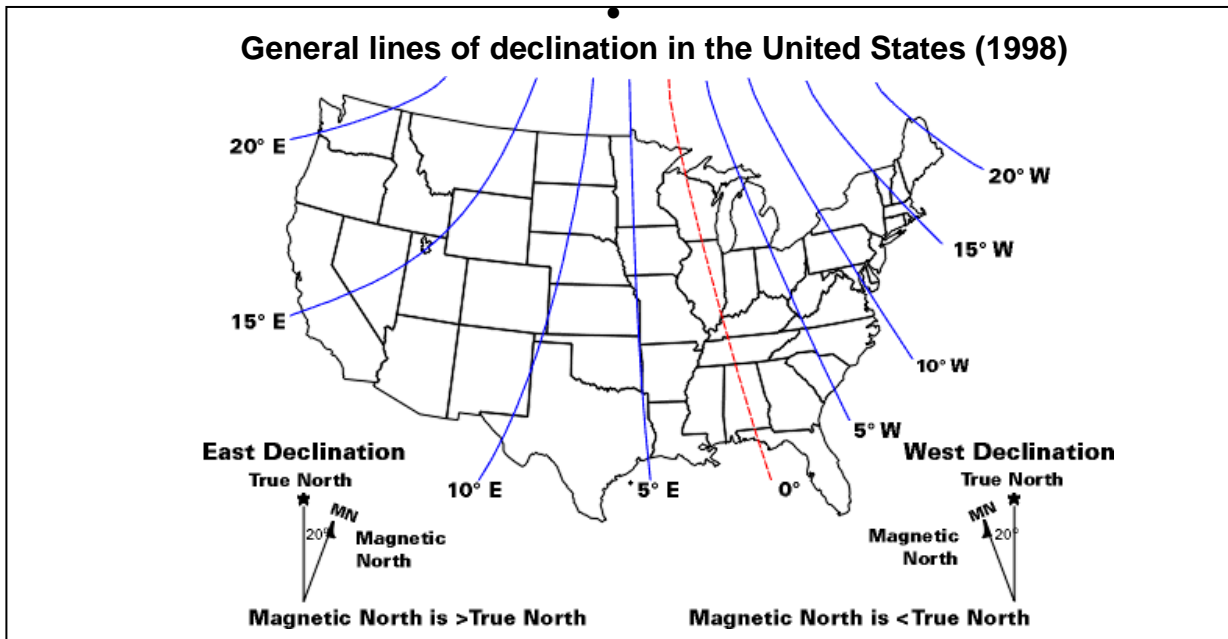 General lines of declination in the United States (1998)
20° E
15° E
10° E
5° E
0°
5° W
10° W
15° W
20° W
East Declination
True North
MN
20°
Magnetic
North
Magnetic North is >True North
West Declination
True North
MN
20°
Magnetic
North
Magnetic North is <True North